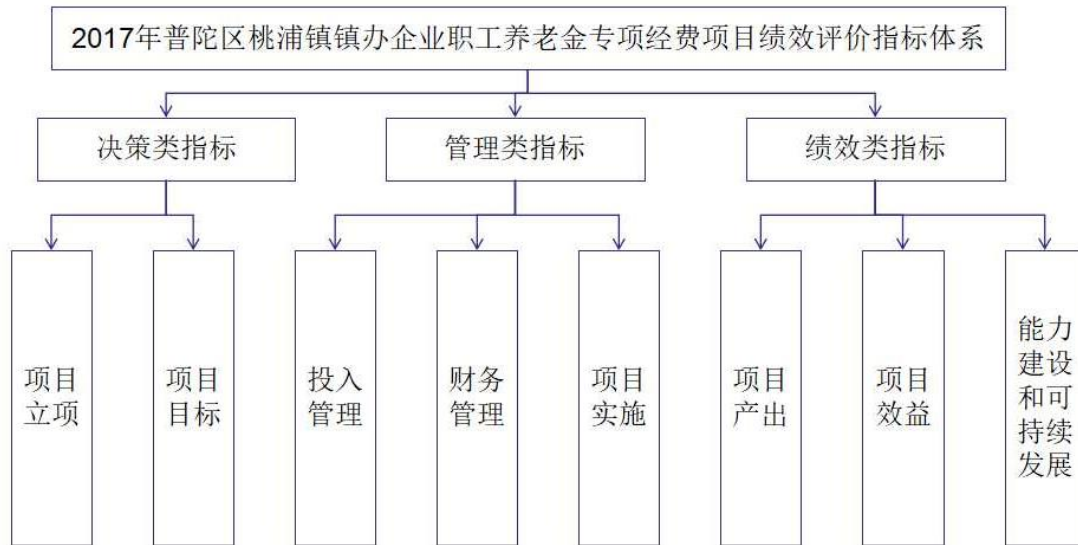 2017年普陀区桃浦镇镇办企业职工养老金专项经费项目绩效评价指标体系
决策类指标
管理类指标
绩效类指标
项目
立项
项目
目标
投入
管理
财务
管理
项目
实施
项目
产出
项目
效益
能力
建设
和可
持续
发展